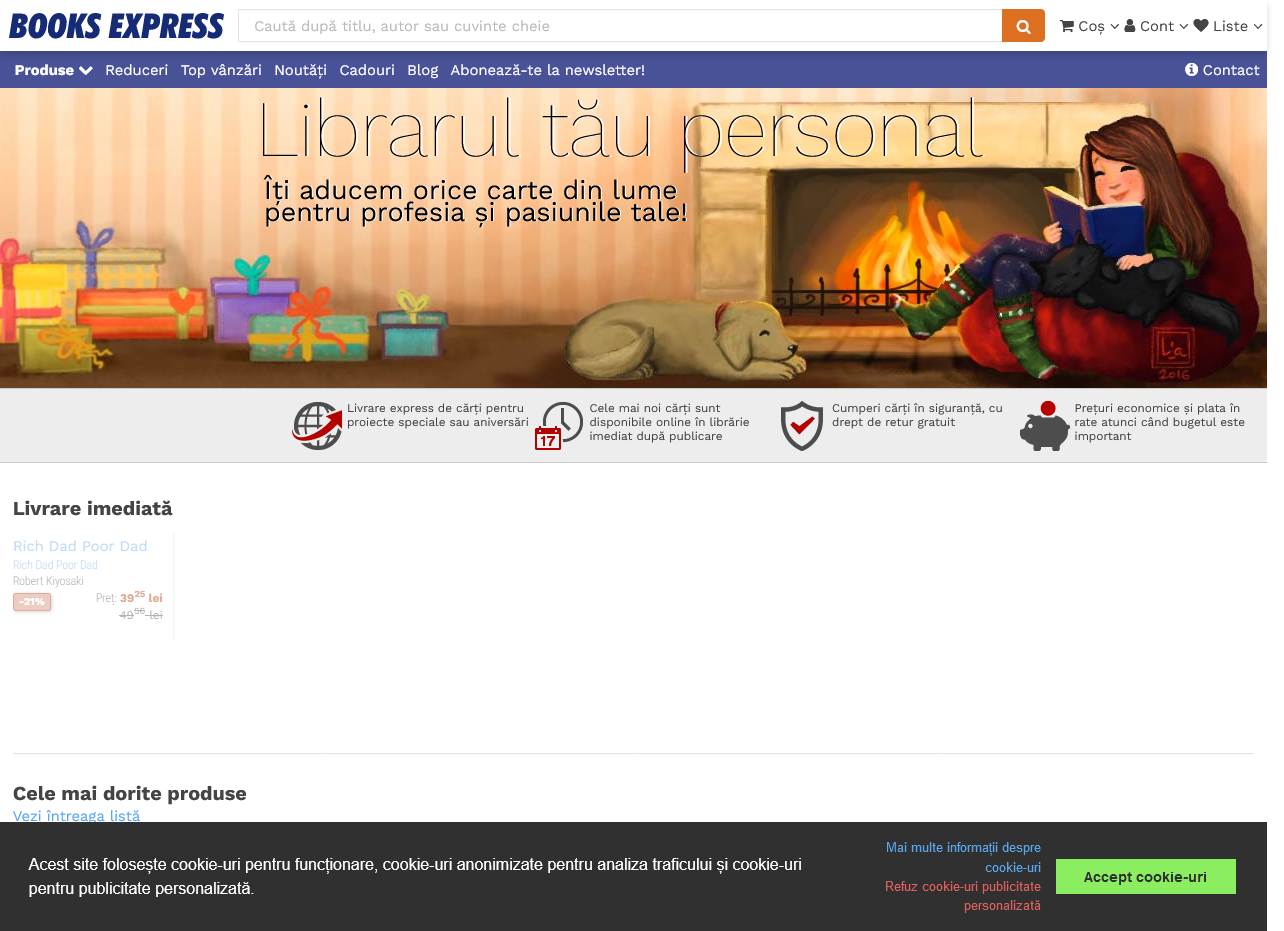 BOOKS EXPRESS
Caută după titlu, autor sau cuvinte cheie
Coș
Cont
Liste
Produse
Reduceri
Top vânzări
Noutăți
Cadouri
Blog
Abonează-te la newsletter!
Contact
Librarul tău personal
Îți aducem orice carte din lume
pentru profesia și pasiunile tale!
Lia
2016
Livrare express de cărți pentru
proiecte speciale sau aniversări
17
Cele mai noi cărți sunt
disponibile online în librărie
imediat după publicare
Cumperi cărți în siguranță, cu
drept de retur gratuit
Prețuri economice și plata în
rate atunci când bugetul este
important
Livrare imediată
Rich Dad Poor Dad
Rich Dad Poor Dad
Robert Kiyosaki
-21%
Preț: 39²⁵ lei
49⁵⁶ lei
Cele mai dorite produse
Vezi întreaga listă
Acest site folosește cookie-uri pentru funcționare, cookie-uri anonimizate pentru analiza traficului și cookie-uri
pentru publicitate personalizată.
Mai multe informații despre
cookie-uri
Refuz cookie-uri publicitate
personalizată
Accept cookie-uri